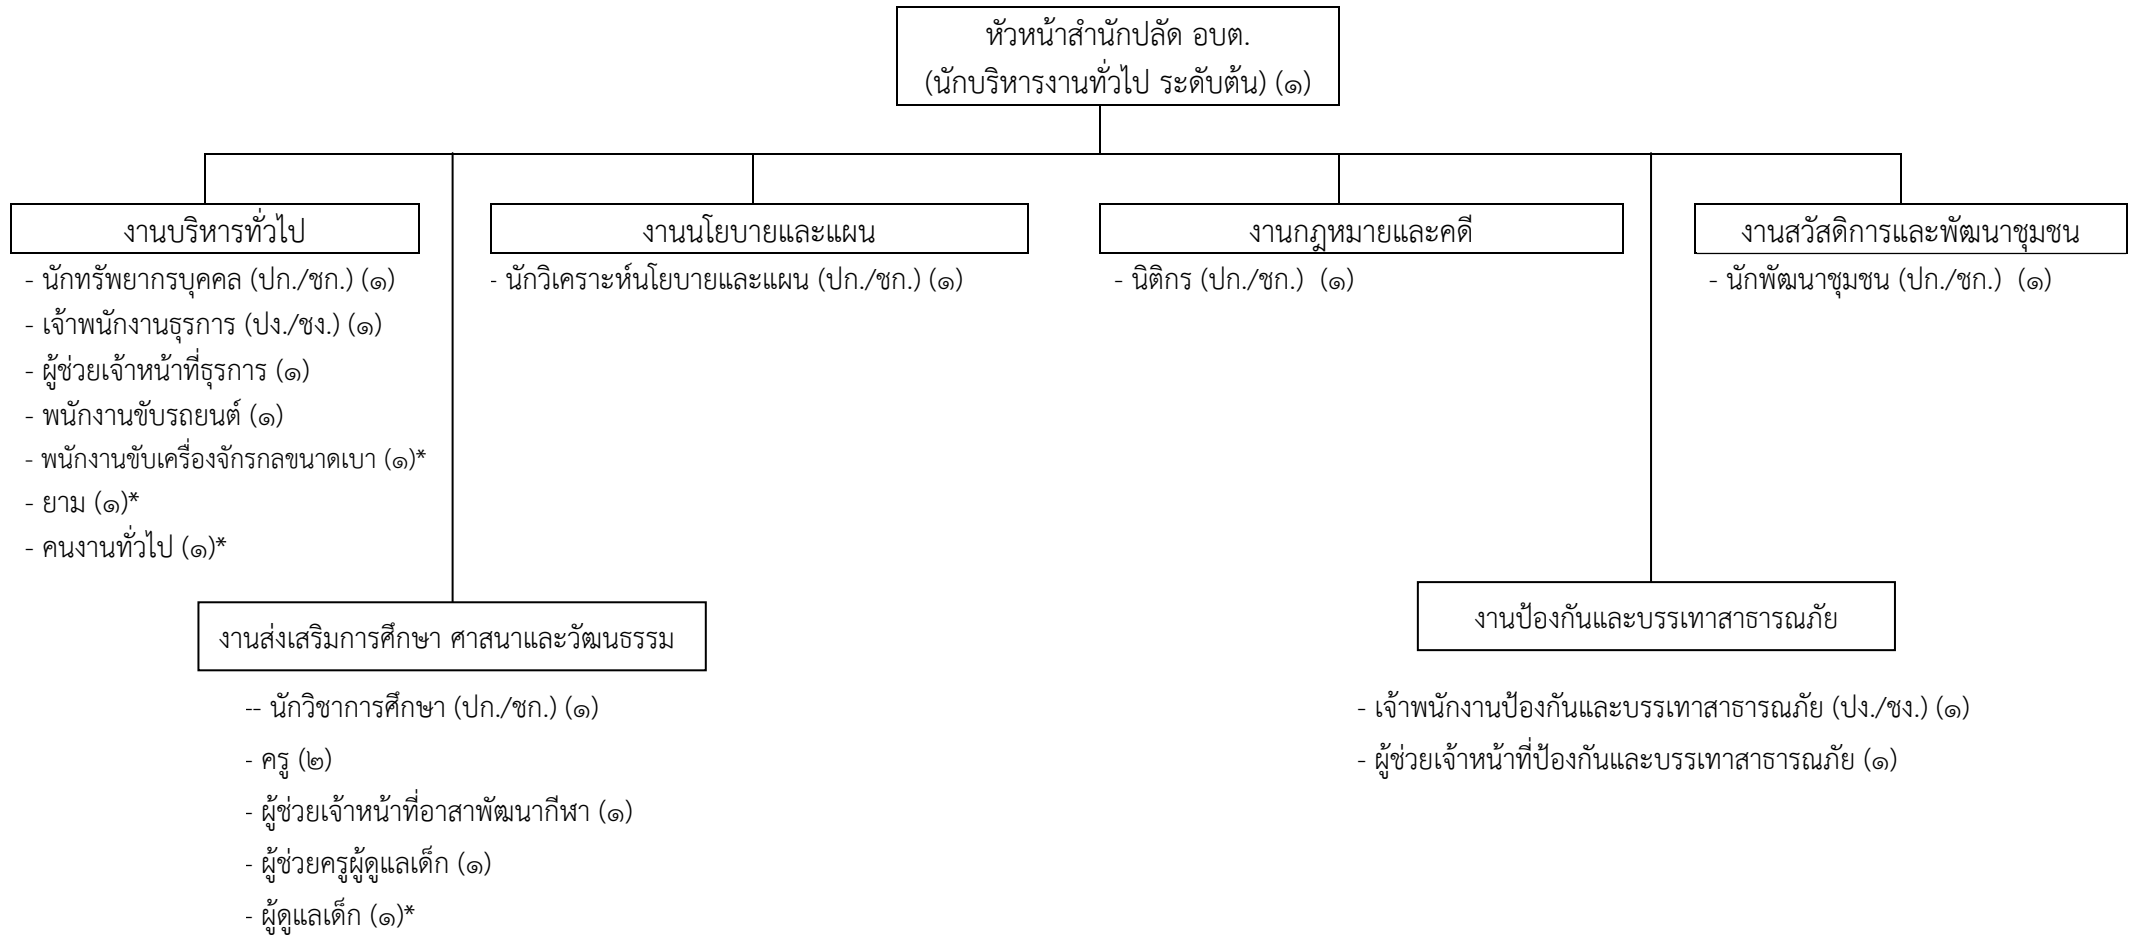 หัวหน้าสำนักปลัด อบต.
(นักบริหารงานทั่วไป ระดับต้น) (๑)
งานบริหารทั่วไป
- นักทรัพยากรบุคคล (ปก./ชก.) (๑)
- เจ้าพนักงานธุรการ (ปง./ชง.) (๑)
- ผู้ช่วยเจ้าหน้าที่ธุรการ (๑)
- พนักงานขับรถยนต์ (๑)
- พนักงานขับเครื่องจักรกลขนาดเบา (๑)*
- ยาม (๑)*
- คนงานทั่วไป (๑)*
งานนโยบายและแผน
- นักวิเคราะห์นโยบายและแผน (ปก./ชก.) (๑)
งานกฎหมายและคดี
- นิติกร (ปก./ชก.) (๑)
งานสวัสดิการและพัฒนาชุมชน
- นักพัฒนาชุมชน (ปก./ชก.) (๑)
งานส่งเสริมการศึกษา ศาสนาและวัฒนธรรม
-- นักวิชาการศึกษา (ปก./ชก.) (๑)
- ครู (๒)
- ผู้ช่วยเจ้าหน้าที่อาสาพัฒนากีฬา (๑)
- ผู้ช่วยครูผู้ดูแลเด็ก (๑)
- ผู้ดูแลเด็ก (๑)*
งานป้องกันและบรรเทาสาธารณภัย
- เจ้าพนักงานป้องกันและบรรเทาสาธารณภัย (ปง./ชง.) (๑)
- ผู้ช่วยเจ้าหน้าที่ป้องกันและบรรเทาสาธารณภัย (๑)